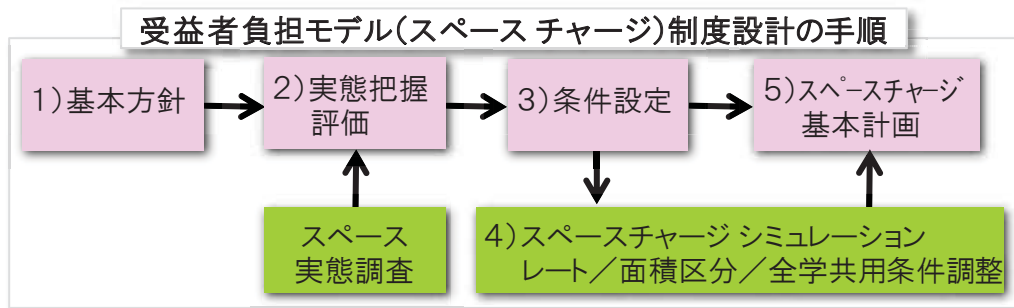 受益者負担モデル(スペース チャージ)制度設計の手順
1)基本方針
2)実態把握
評価
3)条件設定
5)スペースチャージ
基本計画
スペース
実態調査
4)スペースチャージ シミュレーション
レート/面積区分/全学共用条件調整